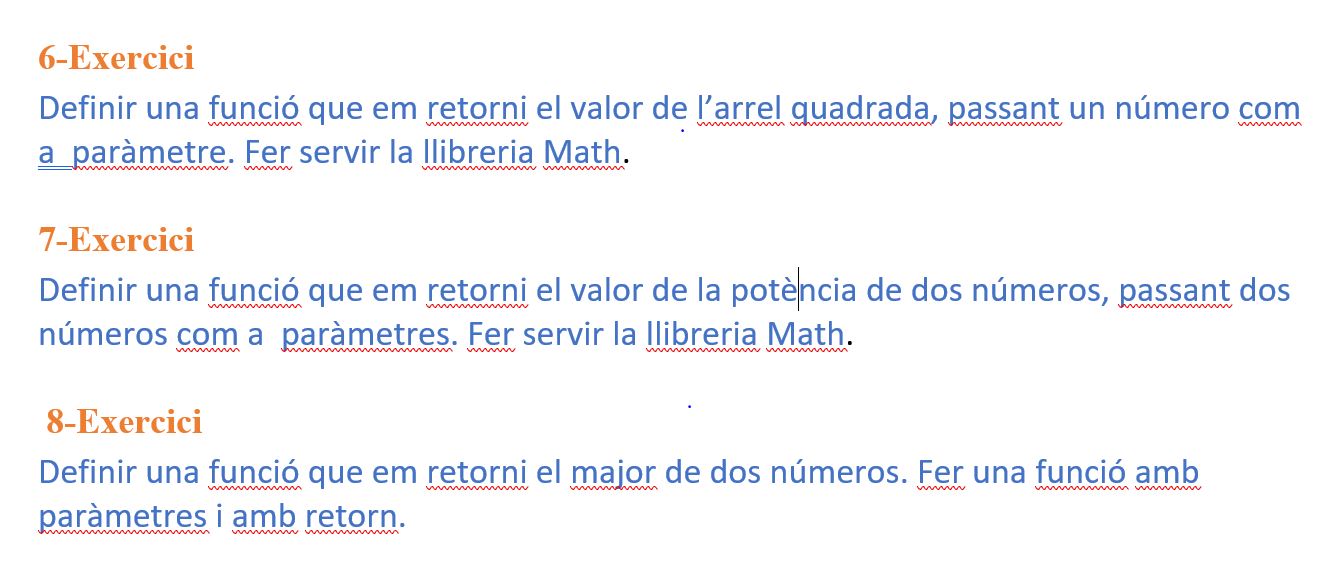 6-Exercici
Definir una funció que em retorni el valor de l’arrel quadrada, passant un número com
a  paràmetre. Fer servir la llibreria Math.
7-Exercici
Definir una funció que em retorni el valor de la potència de dos números, passant dos
números com a  paràmetres. Fer servir la llibreria Math.
8-Exercici
Definir una funció que em retorni el major de dos números. Fer una funció amb
paràmetres i amb retorn.